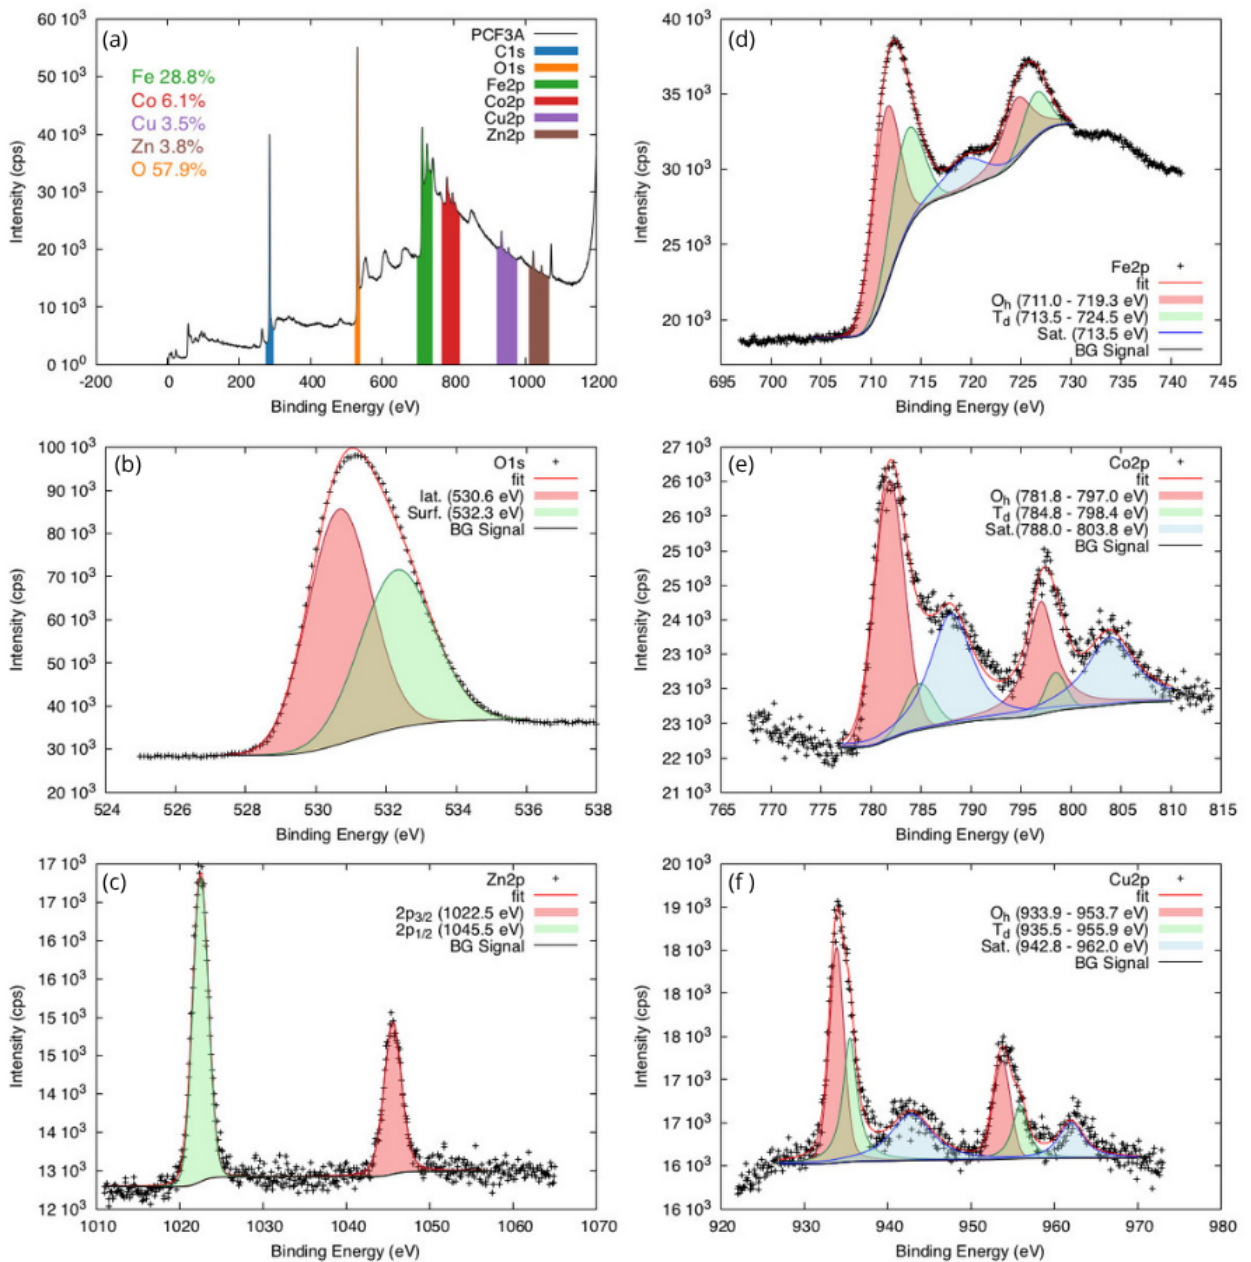 (a)
60 10³
50 10³
40 10³
30 10³
20 10³
10 10³
0 10⁰
-200 0 200 400 600 800 1000 1200
Intensity (cps)
Binding Energy (eV)
Fe 28.8%
Co 6.1%
Cu 3.5%
Zn 3.8%
O 57.9%
PCF3A
C1s
O1s
Fe2p
Co2p
Cu2p
Zn2p
(d)
40 10³
35 10³
30 10³
25 10³
20 10³
695 700 705 710 715 720 725 730 735 740 745
Intensity (cps)
Binding Energy (eV)
Fe2p
fit
Oₕ (711.0 - 719.3 eV)
T_d (713.5 - 724.5 eV)
Sat. (713.5 eV)
BG Signal
(b)
100 10³
90 10³
80 10³
70 10³
60 10³
50 10³
40 10³
30 10³
20 10³
524 526 528 530 532 534 536 538
Intensity (cps)
Binding Energy (eV)
O1s
fit
lat. (530.6 eV)
Surf. (532.3 eV)
BG Signal
(e)
27 10³
26 10³
26 10³
25 10³
25 10³
24 10³
24 10³
23 10³
23 10³
22 10³
22 10³
21 10³
765 770 775 780 785 790 795 800 805 810 815
Intensity (cps)
Binding Energy (eV)
Co2p
fit
Oₕ (781.8 - 797.0 eV)
T_d (784.8 - 798.4 eV)
Sat.(788.0 - 803.8 eV)
BG Signal
(c)
17 10³
17 10³
16 10³
16 10³
15 10³
15 10³
14 10³
14 10³
13 10³
12 10³
1010 1020 1030 1040 1050 1060 1070
Intensity (cps)
Binding Energy (eV)
Zn2p
fit
2p3/2 (1022.5 eV)
2p1/2 (1045.5 eV)
BG Signal
(f )
20 10³
19 10³
18 10³
18 10³
18 10³
17 10³
17 10³
16 10³
16 10³
920 930 940 950 960 970 980
Intensity (cps)
Binding Energy (eV)
Cu2p
fit
Oₕ (933.9 - 953.7 eV)
T_d (935.5 - 955.9 eV)
Sat. (942.8 - 962.0 eV)
BG Signal